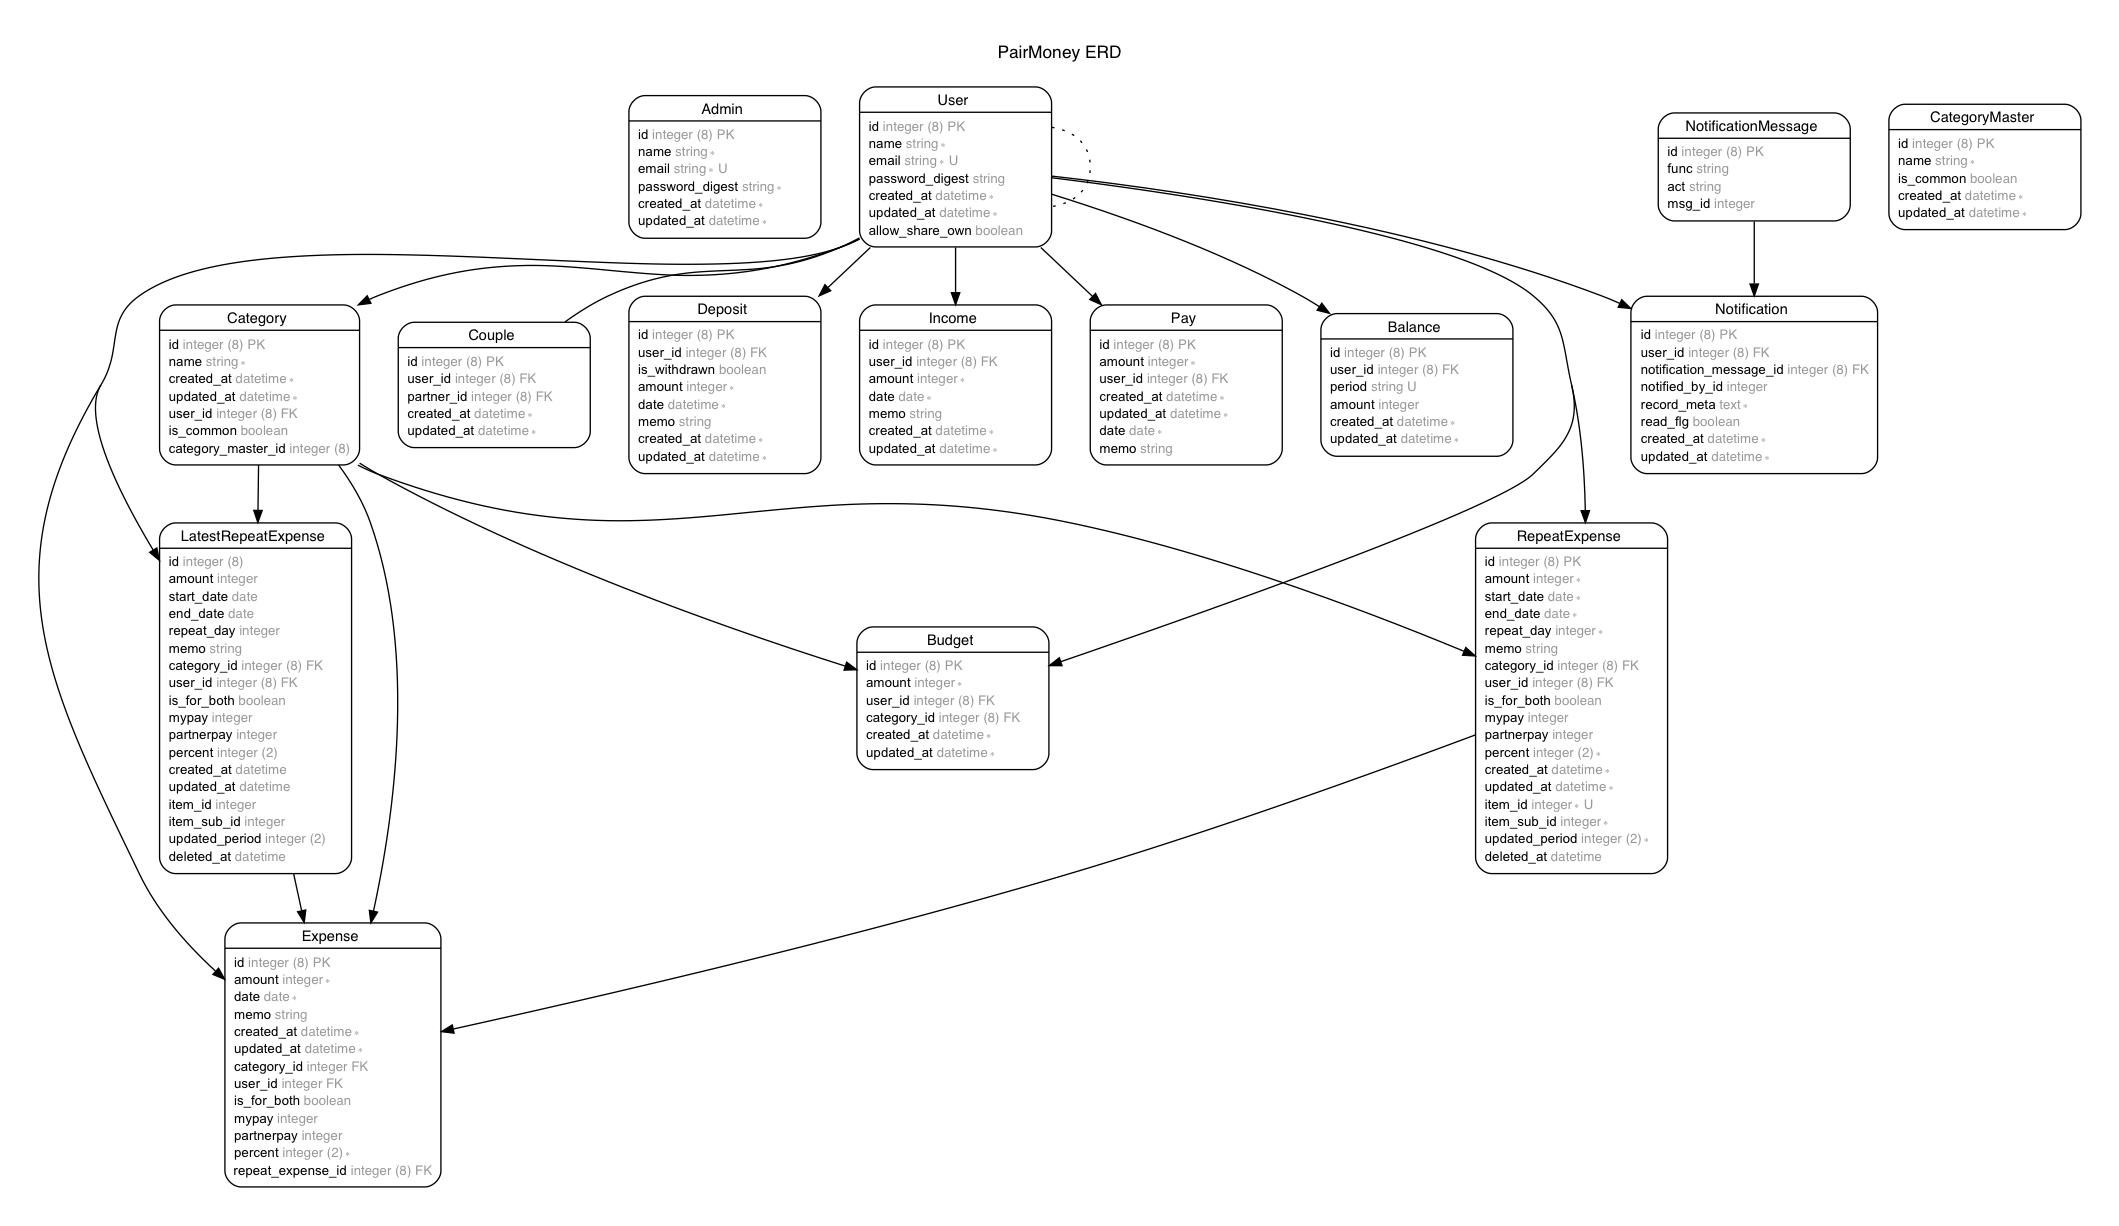 PairMoney ERD
Admin
id integer (8) PK
name string ∗
email string ∗ U
password_digest string ∗
created_at datetime ∗
updated_at datetime ∗
User
id integer (8) PK
name string ∗
email string ∗ U
password_digest string
created_at datetime ∗
updated_at datetime ∗
allow_share_own boolean
NotificationMessage
id integer (8) PK
func string
act string
msg_id integer
CategoryMaster
id integer (8) PK
name string ∗
is_common boolean
created_at datetime ∗
updated_at datetime ∗
Category
id integer (8) PK
name string ∗
created_at datetime ∗
updated_at datetime ∗
user_id integer (8) FK
is_common boolean
category_master_id integer (8)
Couple
id integer (8) PK
user_id integer (8) FK
partner_id integer (8) FK
created_at datetime ∗
updated_at datetime ∗
Deposit
id integer (8) PK
user_id integer (8) FK
is_withdrawn boolean
amount integer ∗
date datetime ∗
memo string
created_at datetime ∗
updated_at datetime ∗
Income
id integer (8) PK
user_id integer (8) FK
amount integer ∗
date date ∗
memo string
created_at datetime ∗
updated_at datetime ∗
Pay
id integer (8) PK
amount integer ∗
user_id integer (8) FK
created_at datetime ∗
updated_at datetime ∗
date date ∗
memo string
Balance
id integer (8) PK
user_id integer (8) FK
period string U
amount integer
created_at datetime ∗
updated_at datetime ∗
Notification
id integer (8) PK
user_id integer (8) FK
notification_message_id integer (8) FK
notified_by_id integer
record_meta text ∗
read_flg boolean
created_at datetime ∗
updated_at datetime ∗
LatestRepeatExpense
id integer (8)
amount integer
start_date date
end_date date
repeat_day integer
memo string
category_id integer (8) FK
user_id integer (8) FK
is_for_both boolean
mypay integer
partnerpay integer
percent integer (2)
created_at datetime
updated_at datetime
item_id integer
item_sub_id integer
updated_period integer (2)
deleted_at datetime
Budget
id integer (8) PK
amount integer ∗
user_id integer (8) FK
category_id integer (8) FK
created_at datetime ∗
updated_at datetime ∗
RepeatExpense
id integer (8) PK
amount integer ∗
start_date date ∗
end_date date ∗
repeat_day integer ∗
memo string
category_id integer (8) FK
user_id integer (8) FK
is_for_both boolean
mypay integer
partnerpay integer
percent integer (2) ∗
created_at datetime ∗
updated_at datetime ∗
item_id integer ∗ U
item_sub_id integer ∗
updated_period integer (2) ∗
deleted_at datetime
Expense
id integer (8) PK
amount integer ∗
date date ∗
memo string
created_at datetime ∗
updated_at datetime ∗
category_id integer FK
user_id integer FK
is_for_both boolean
mypay integer
partnerpay integer
percent integer (2) ∗
repeat_expense_id integer (8) FK